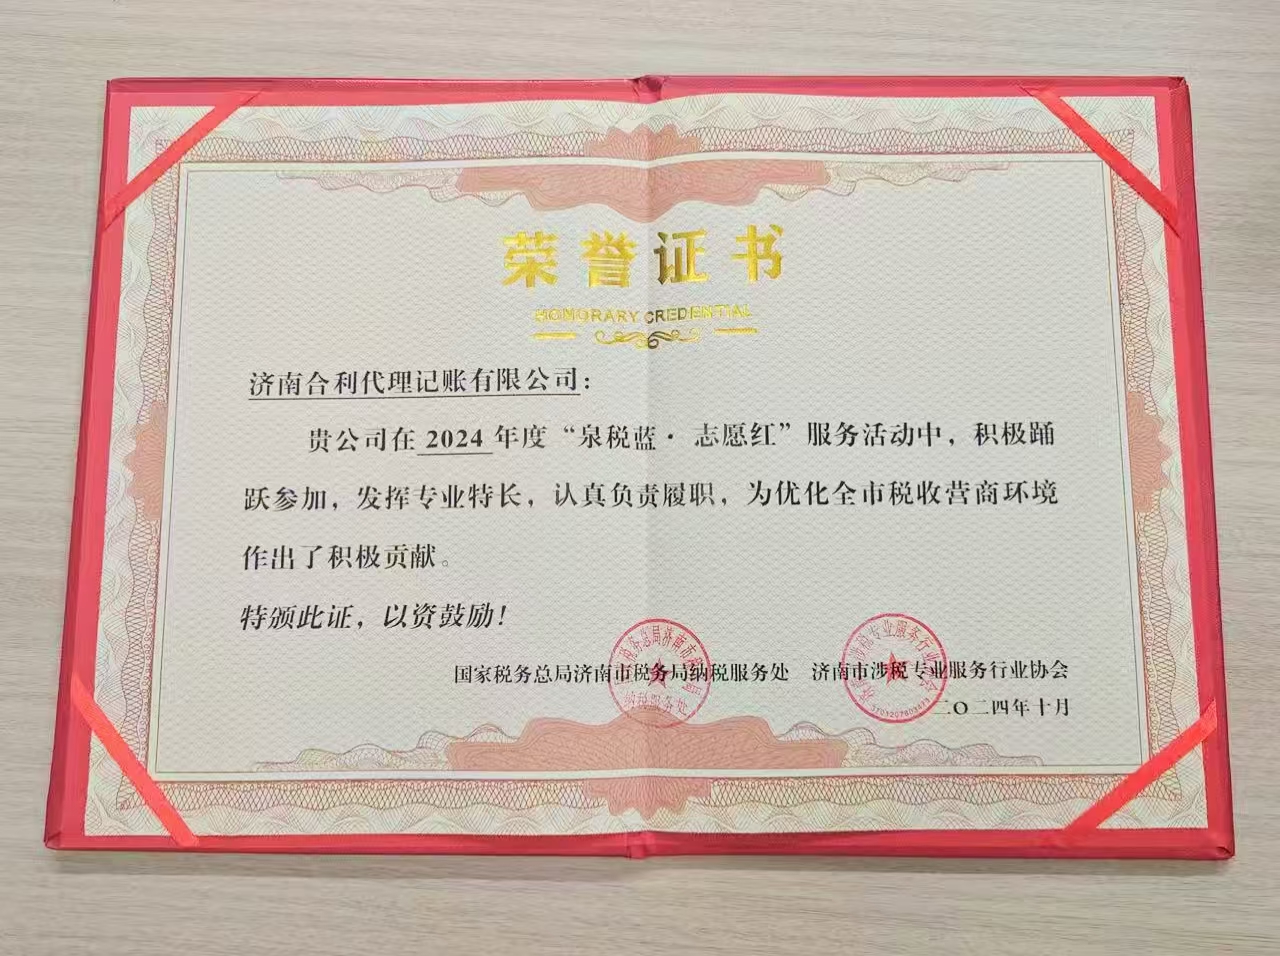 荣誉证书
HONORARY CREDENTIAL
济南合利代理记账有限公司：
贵公司在 2024 年度“泉税蓝·志愿红”服务活动中，积极踊
跃参加，发挥专业特长，认真负责履职，为优化全市税收营商环境
作出了积极贡献。
特颁此证，以资鼓励！
国家税务总局济南市税务局纳税服务处 济南市涉税专业服务行业协会
二〇二四年十月